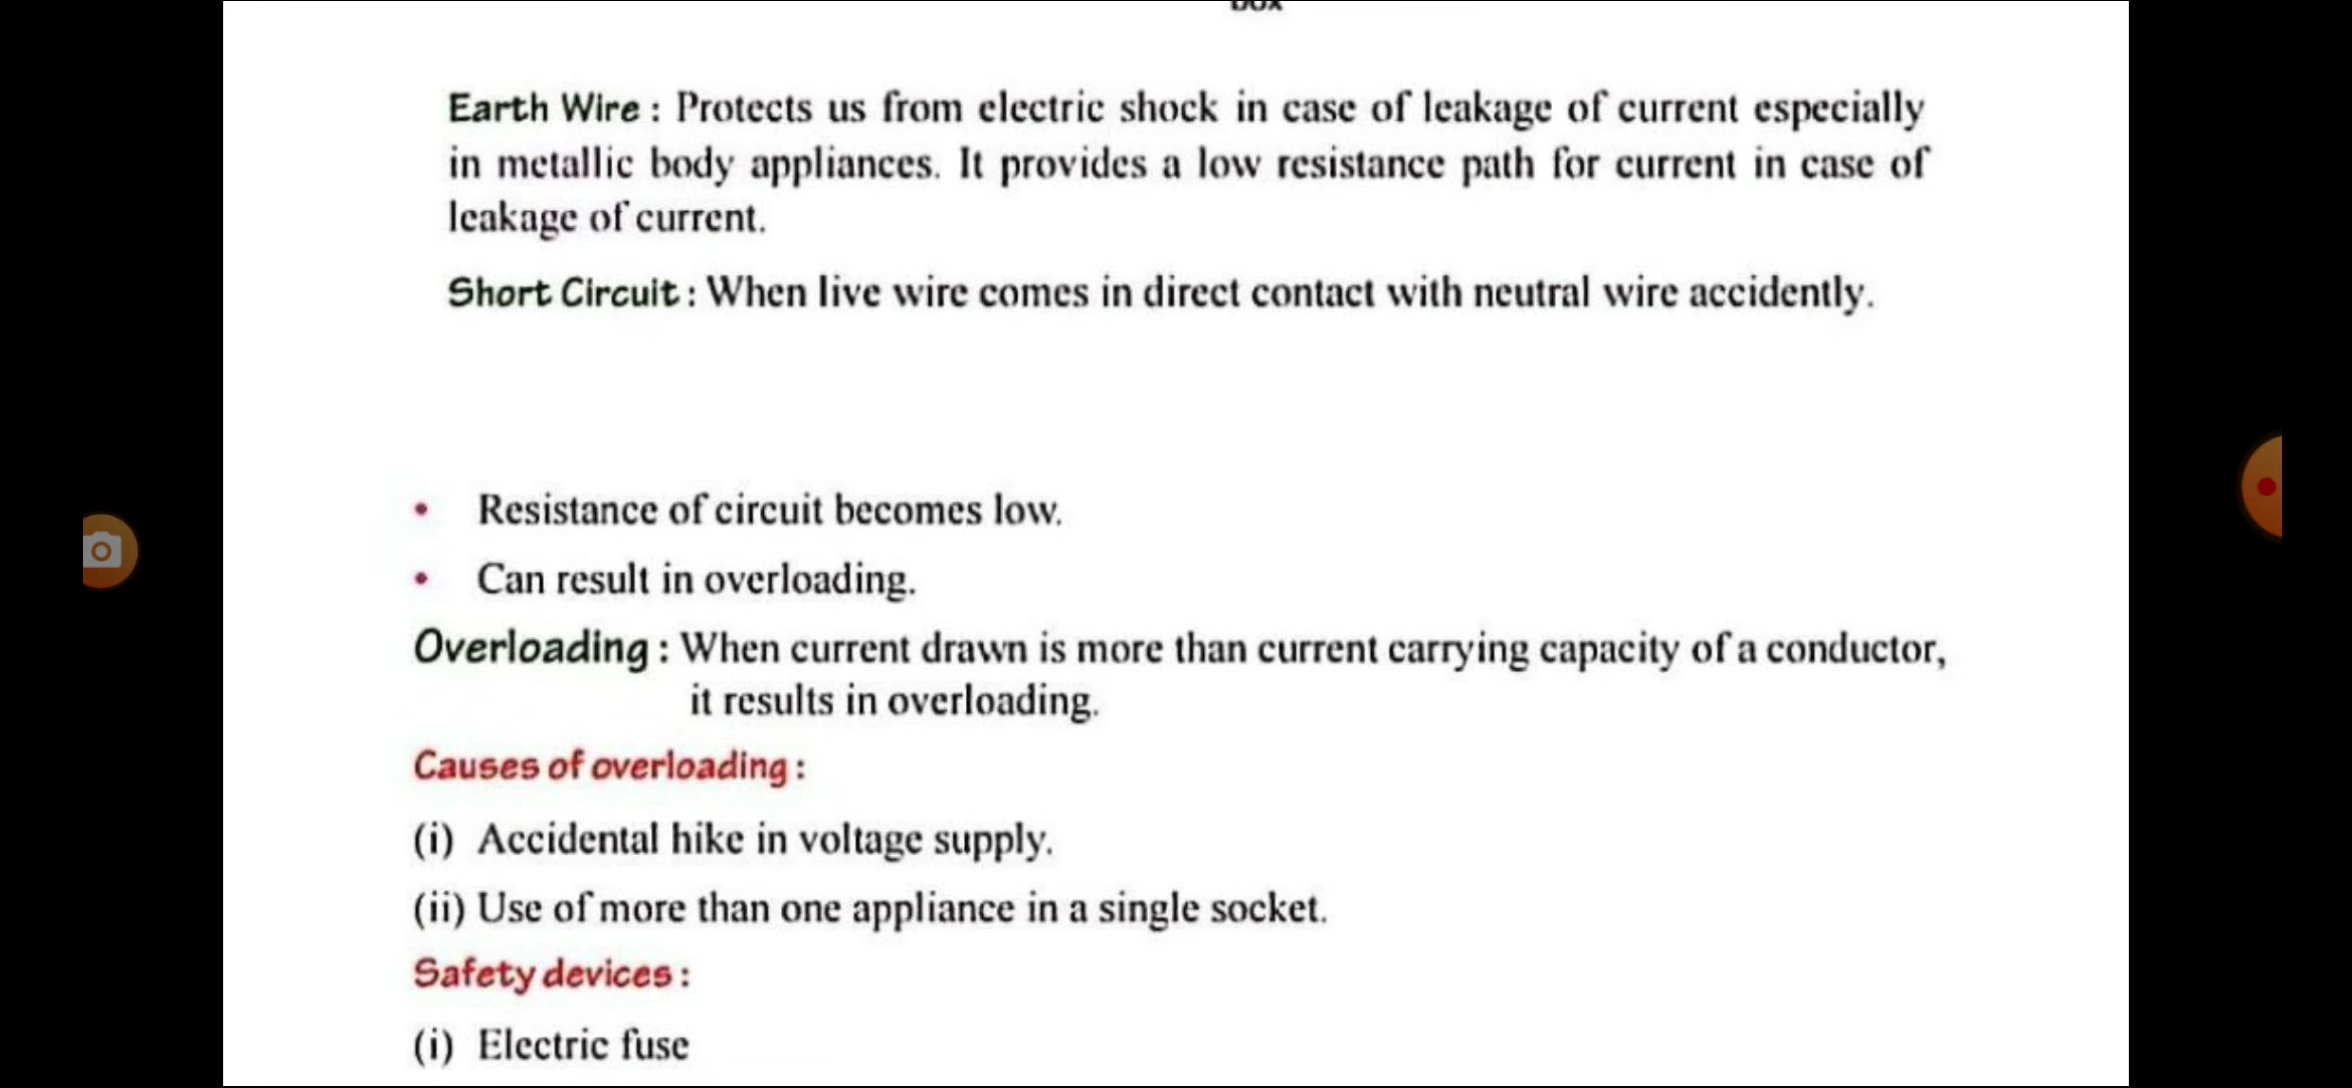 Earth Wire : Protects us from electric shock in case of leakage of current especially
in metallic body appliances. It provides a low resistance path for current in case of
leakage of current.
Short Circuit : When live wire comes in direct contact with neutral wire accidently.
• Resistance of circuit becomes low.
• Can result in overloading.
Overloading : When current drawn is more than current carrying capacity of a conductor,
it results in overloading.
Causes of overloading :
(i) Accidental hike in voltage supply.
(ii) Use of more than one appliance in a single socket.
Safety devices :
(i) Electric fuse